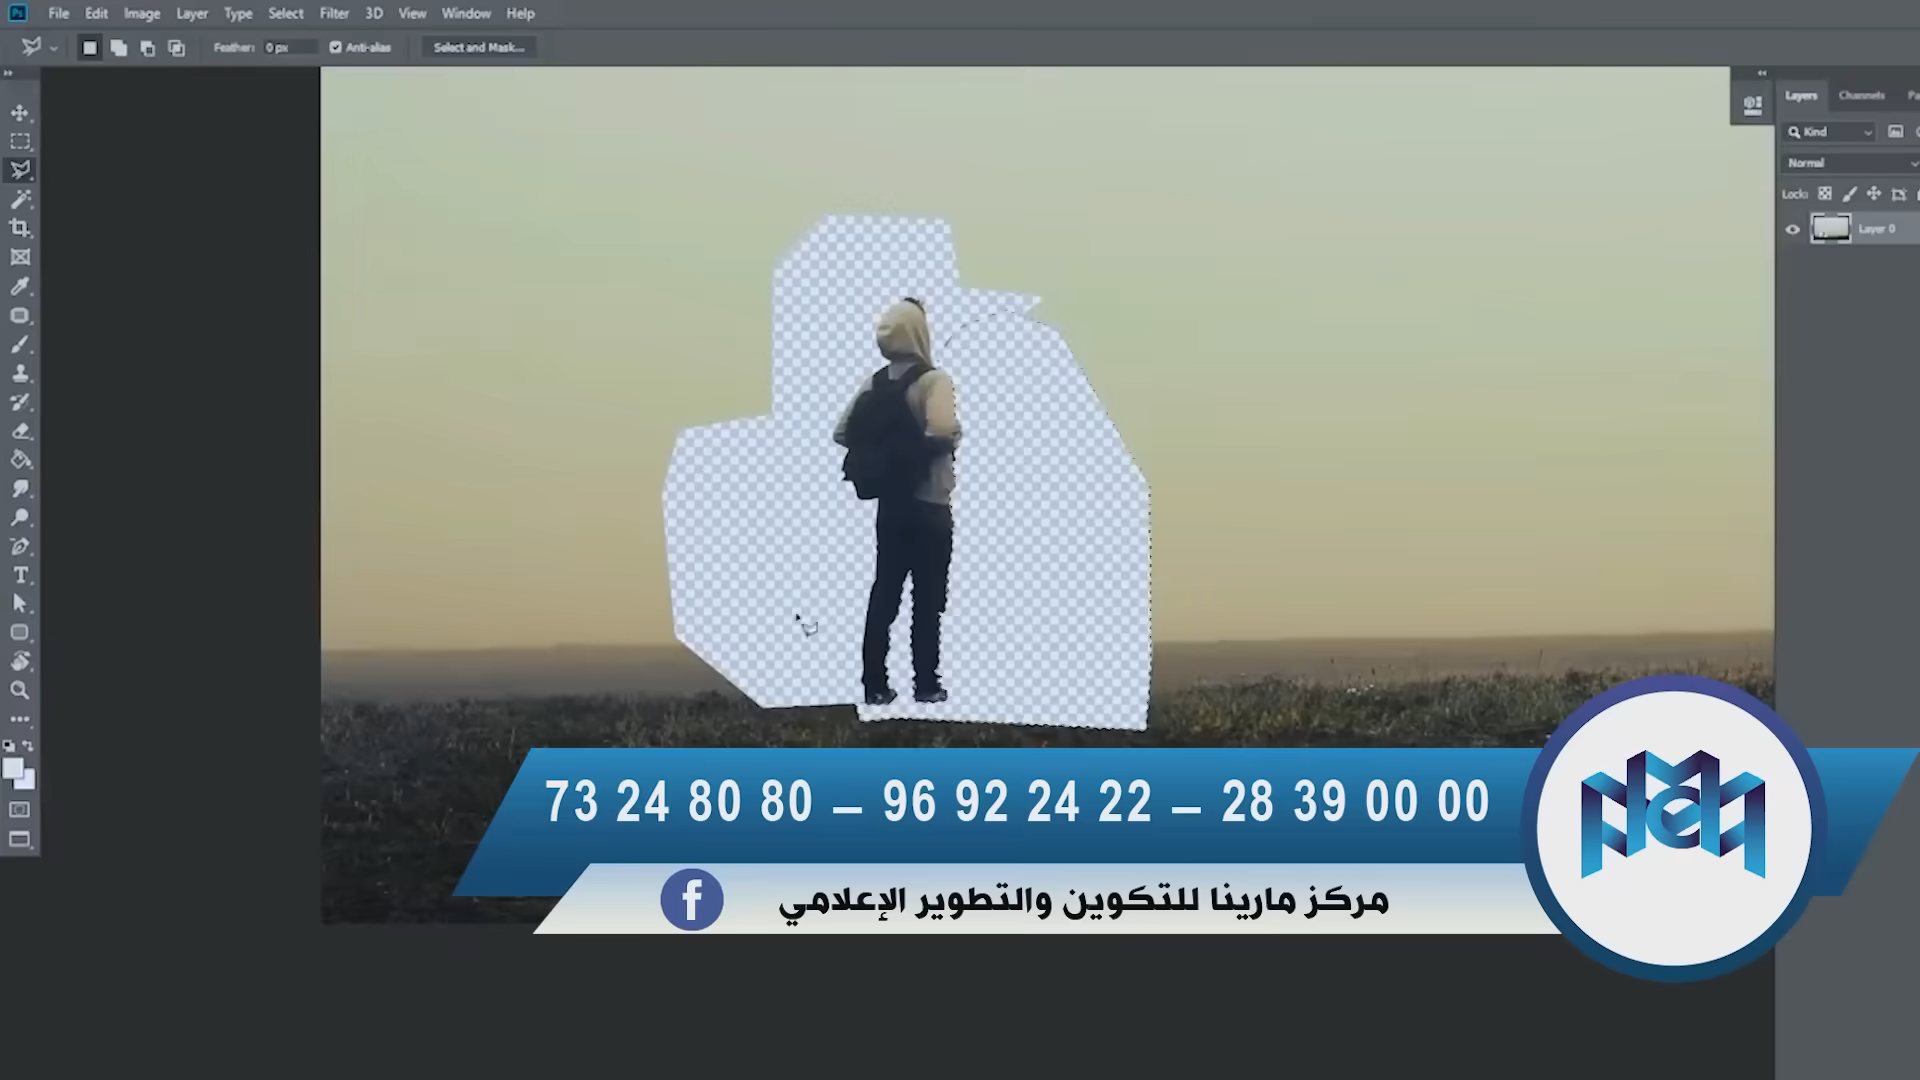 File Edit Image Layer Type Select Filter 3D View Window Help
Feather: 0 px Anti-alias Select and Mask...
Layers Channels Pa
Kind
Normal
Lock:
Layer 0
73 24 80 80 – 96 92 24 22 – 28 39 00 00
مركز مارينا للتكوين والتطوير الإعلامي